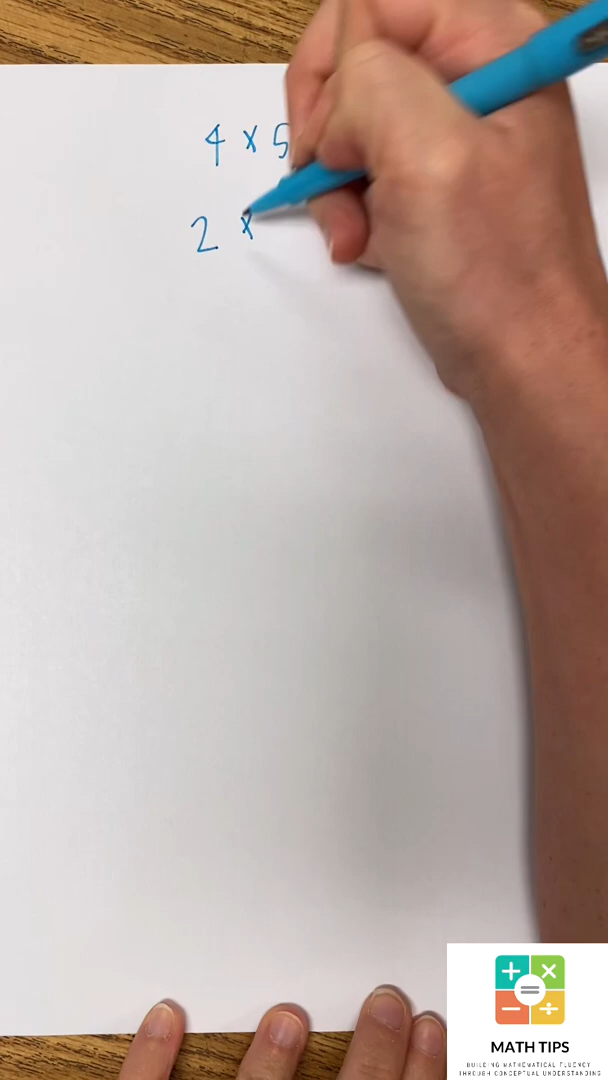 4 × 5
2 ×
MATH TIPS
BUILDING MATHEMATICAL FLUENCY
THROUGH CONCEPTUAL UNDERSTANDING